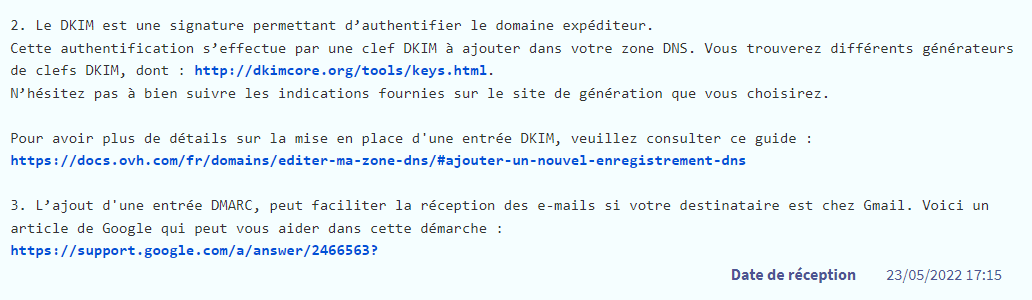 2. Le DKIM est une signature permettant d’authentifier le domaine expéditeur.
Cette authentification s’effectue par une clef DKIM à ajouter dans votre zone DNS. Vous trouverez différents générateurs
de clefs DKIM, dont : http://dkimcore.org/tools/keys.html.
N’hésitez pas à bien suivre les indications fournies sur le site de génération que vous choisirez.
Pour avoir plus de détails sur la mise en place d'une entrée DKIM, veuillez consulter ce guide :
https://docs.ovh.com/fr/domains/editer-ma-zone-dns/#ajouter-un-nouvel-enregistrement-dns
3. L’ajout d'une entrée DMARC, peut faciliter la réception des e-mails si votre destinataire est chez Gmail. Voici un
article de Google qui peut vous aider dans cette démarche :
https://support.google.com/a/answer/2466563?
Date de réception 23/05/2022 17:15